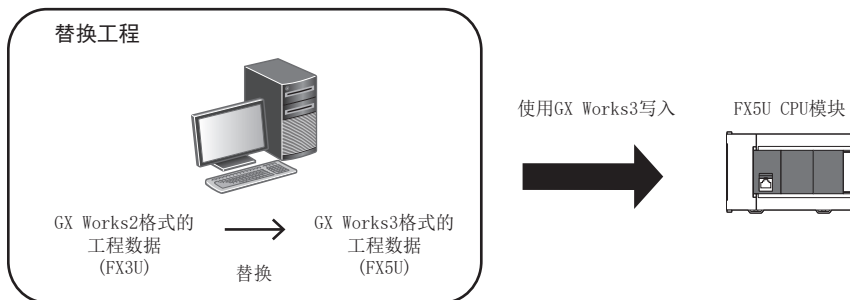 替换工程
使用GX Works3写入
FX5U CPU模块
GX Works2格式的
工程数据
(FX3U)
替换
GX Works3格式的
工程数据
(FX5U)